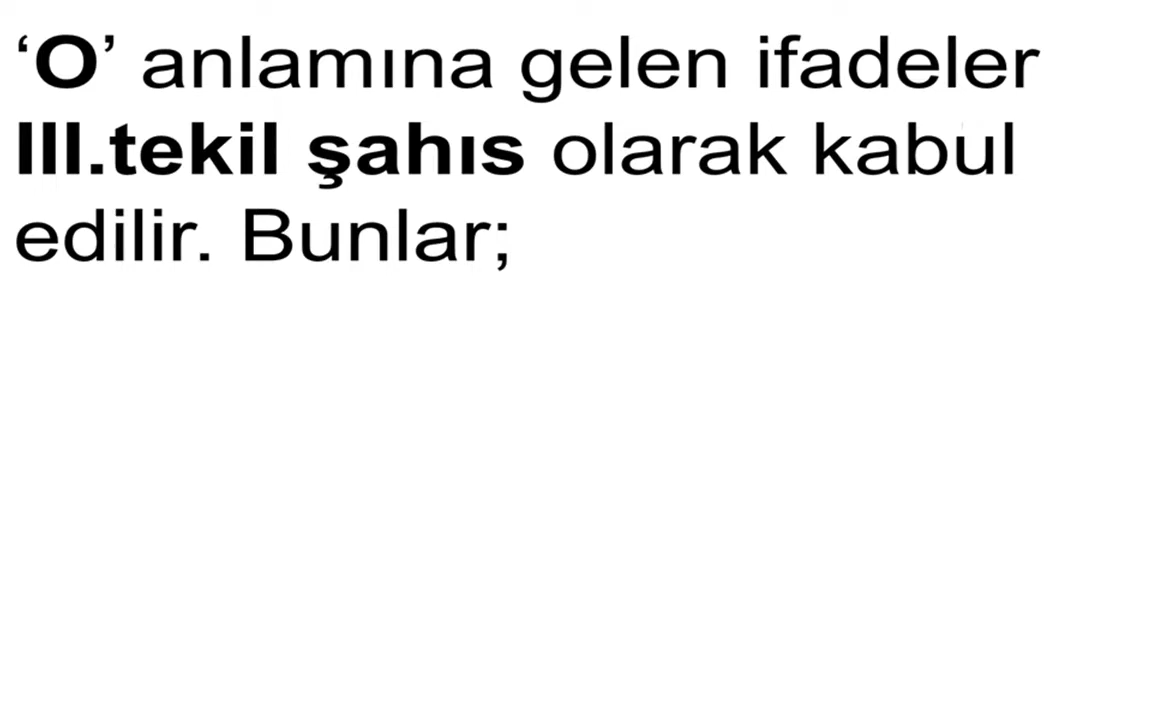 ‘O’ anlamına gelen ifadeler
III.tekil şahıs olarak kabul
edilir. Bunlar;